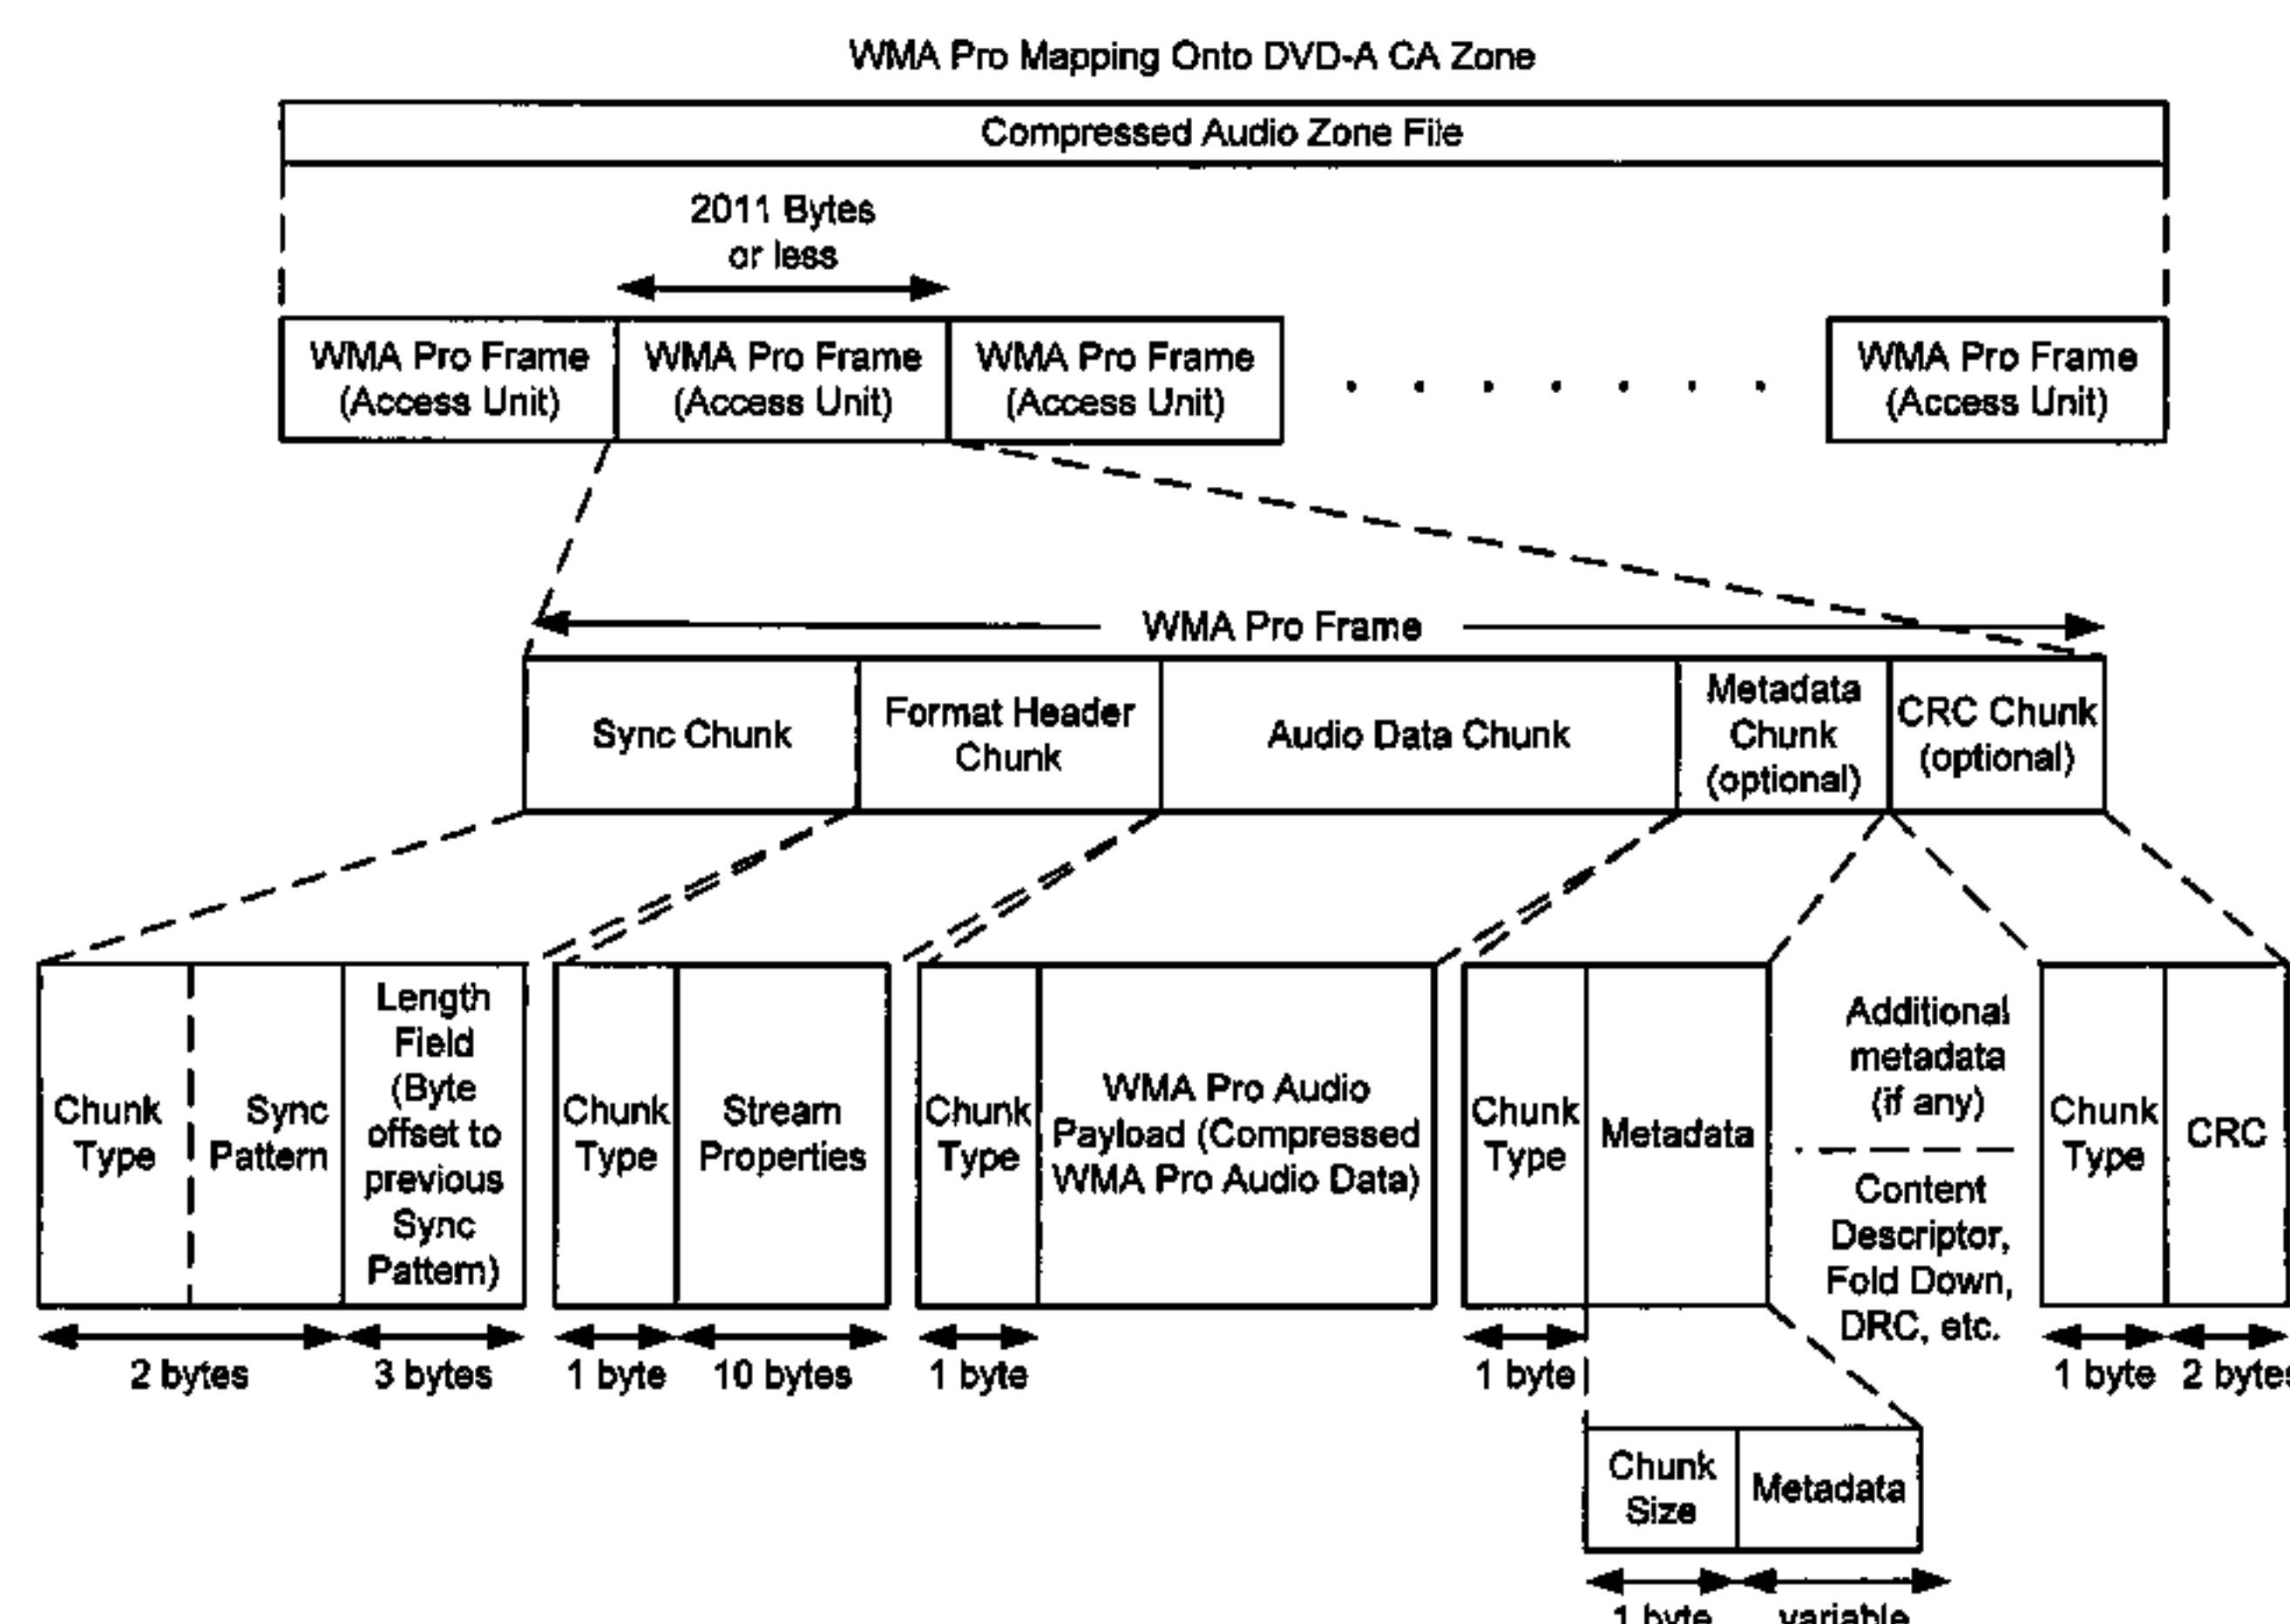 WMA Pro Mapping Onto DVD-A CA Zone
Compressed Audio Zone File
2011 Bytes
or less
WMA Pro Frame
(Access Unit)
WMA Pro Frame
(Access Unit)
WMA Pro Frame
(Access Unit)
WMA Pro Frame
(Access Unit)
WMA Pro Frame
Sync Chunk
Format Header
Chunk
Audio Data Chunk
Metadata
Chunk
(optional)
CRC Chunk
(optional)
Chunk
Type
Sync
Pattern
Length
Field
(Byte
offset to
previous
Sync
Pattern)
Chunk
Type
Stream
Properties
Chunk
Type
WMA Pro Audio
Payload (Compressed
WMA Pro Audio Data)
Chunk
Type
Metadata
Additional
metadata
(if any)
Content
Descriptor,
Fold Down,
DRC, etc.
Chunk
Type
CRC
2 bytes
3 bytes
1 byte
10 bytes
1 byte
1 byte
1 byte
2 bytes
Chunk
Size
Metadata
1 byte
variable